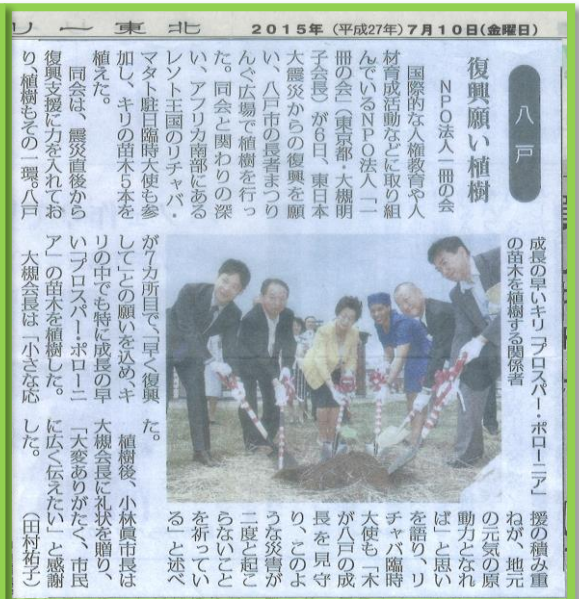 リー東北
2015年(平成27年)7月10日(金曜日)
八戸
復興願い植樹
NPO法人一冊の会
国際的な人権教育や人
材育成活動などに取り組
んでいるNPO法人「一
冊の会」(東京都・大槻明
子会長)が6日、東日本
大震災からの復興を願
い、八戸市の長者まつり
んぐ広場で植樹を行っ
た。同会と関わりの深
い、アフリカ南部にある
レソト王国のリチャバ・
マタト駐日臨時大使も参
加し、キリの苗木5本を
植えた。
同会は、震災直後から
復興支援に力を入れてお
り、植樹もその一環。八戸
が7カ所目で、「早く復興
して」との願いを込め、キ
リの中でも特に成長の早
い「プロスパー・ポローニ
ア」の苗木を植樹した。
大槻会長は「小さな応
援の積み重
ねが、地元
の元気の原
動力となれ
ば」と思い
を語り、リ
チャバ臨時
大使も「木
が八戸の成
長を見守
り、このよ
うな災害が
二度と起こ
らないこと
を祈ってい
る」と述べ
た。
植樹後、小林眞市長は
大槻会長に礼状を贈り、
「大変ありがたく、市民
に広く伝えたい」と感謝
した。
(田村祐子)
成長の早いキリ「プロスパー・ポローニア」
の苗木を植樹する関係者